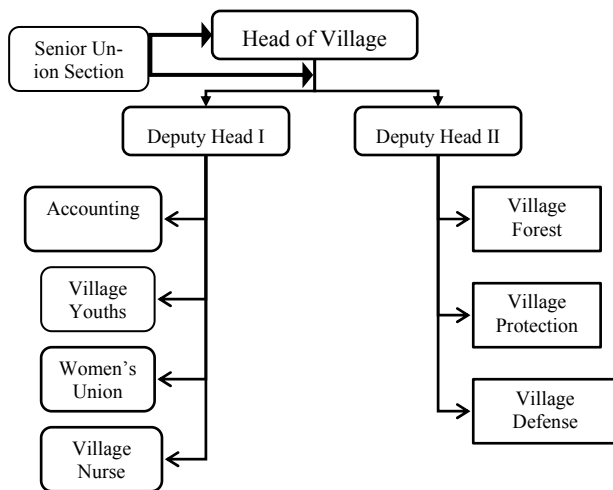 Head of Village
Senior Un-
ion Section
Deputy Head I
Deputy Head II
Accounting
Village
Youths
Women's
Union
Village
Nurse
Village
Forest
Village
Protection
Village
Defense